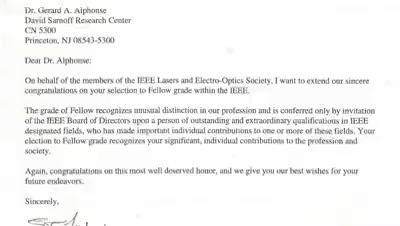 Dr. Gerard A. Alphonse
David Sarnoff Research Center
CN 5300
Princeton, NJ 08543-5300
Dear Dr. Alphonse:
On behalf of the members of the IEEE Lasers and Electro-Optics Society, I want to extend our sincere
congratulations on your selection to Fellow grade within the IEEE.
The grade of Fellow recognizes unusual distinction in our profession and is conferred only by invitation
of the IEEE Board of Directors upon a person of outstanding and extraordinary qualifications in IEEE
designated fields, who has made important individual contributions to one or more of these fields. Your
election to Fellow grade recognizes your significant, individual contributions to the profession and
society.
Again, congratulations on this most well deserved honor, and we give you our best wishes for your
future endeavors.
Sincerely,